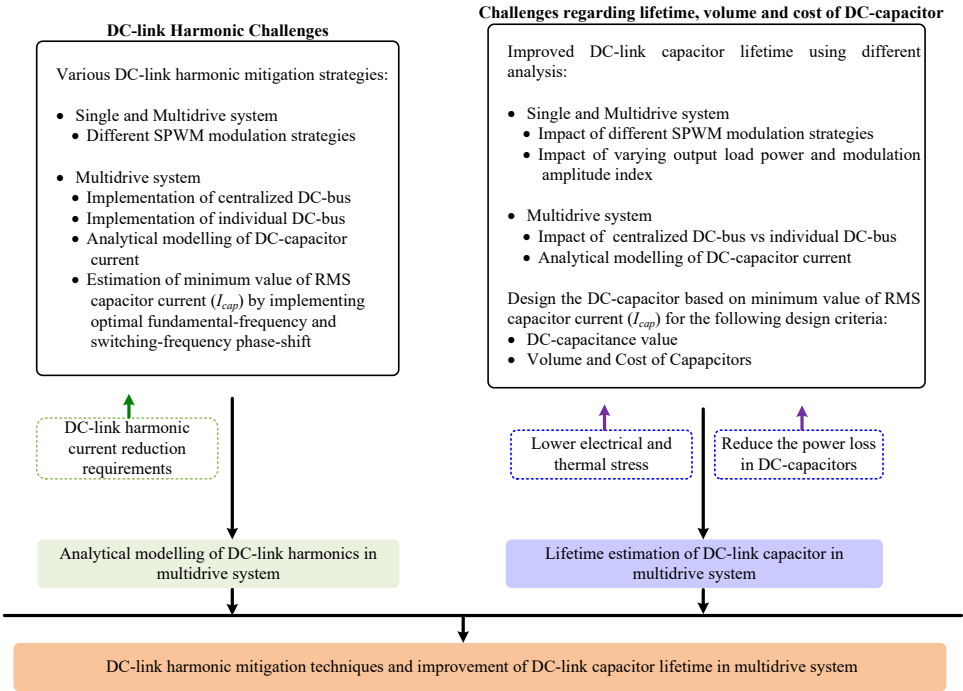 DC-link Harmonic Challenges
Various DC-link harmonic mitigation strategies:
• Single and Multidrive system
• Different SPWM modulation strategies
• Multidrive system
• Implementation of centralized DC-bus
• Implementation of individual DC-bus
• Analytical modelling of DC-capacitor
current
• Estimation of minimum value of RMS
capacitor current (Icap) by implementing
optimal fundamental-frequency and
switching-frequency phase-shift
DC-link harmonic
current reduction
requirements
Analytical modelling of DC-link harmonics in
multidrive system
Challenges regarding lifetime, volume and cost of DC-capacitor
Improved DC-link capacitor lifetime using different
analysis:
• Single and Multidrive system
• Impact of different SPWM modulation strategies
• Impact of varying output load power and modulation
amplitude index
• Multidrive system
• Impact of centralized DC-bus vs individual DC-bus
• Analytical modelling of DC-capacitor current
Design the DC-capacitor based on minimum value of RMS
capacitor current (Icap) for the following design criteria:
• DC-capacitance value
• Volume and Cost of Capapcitors
Lower electrical and
thermal stress
Reduce the power loss
in DC-capacitors
Lifetime estimation of DC-link capacitor in
multidrive system
DC-link harmonic mitigation techniques and improvement of DC-link capacitor lifetime in multidrive system